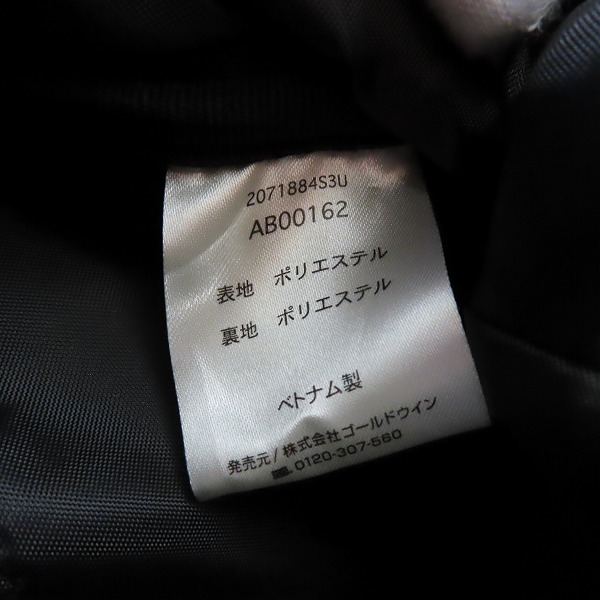 2071884S3U
AB00162
表地 ポリエステル
裏地 ポリエステル
ベトナム製
発売元/株式会社ゴールドウイン
0120-307-560